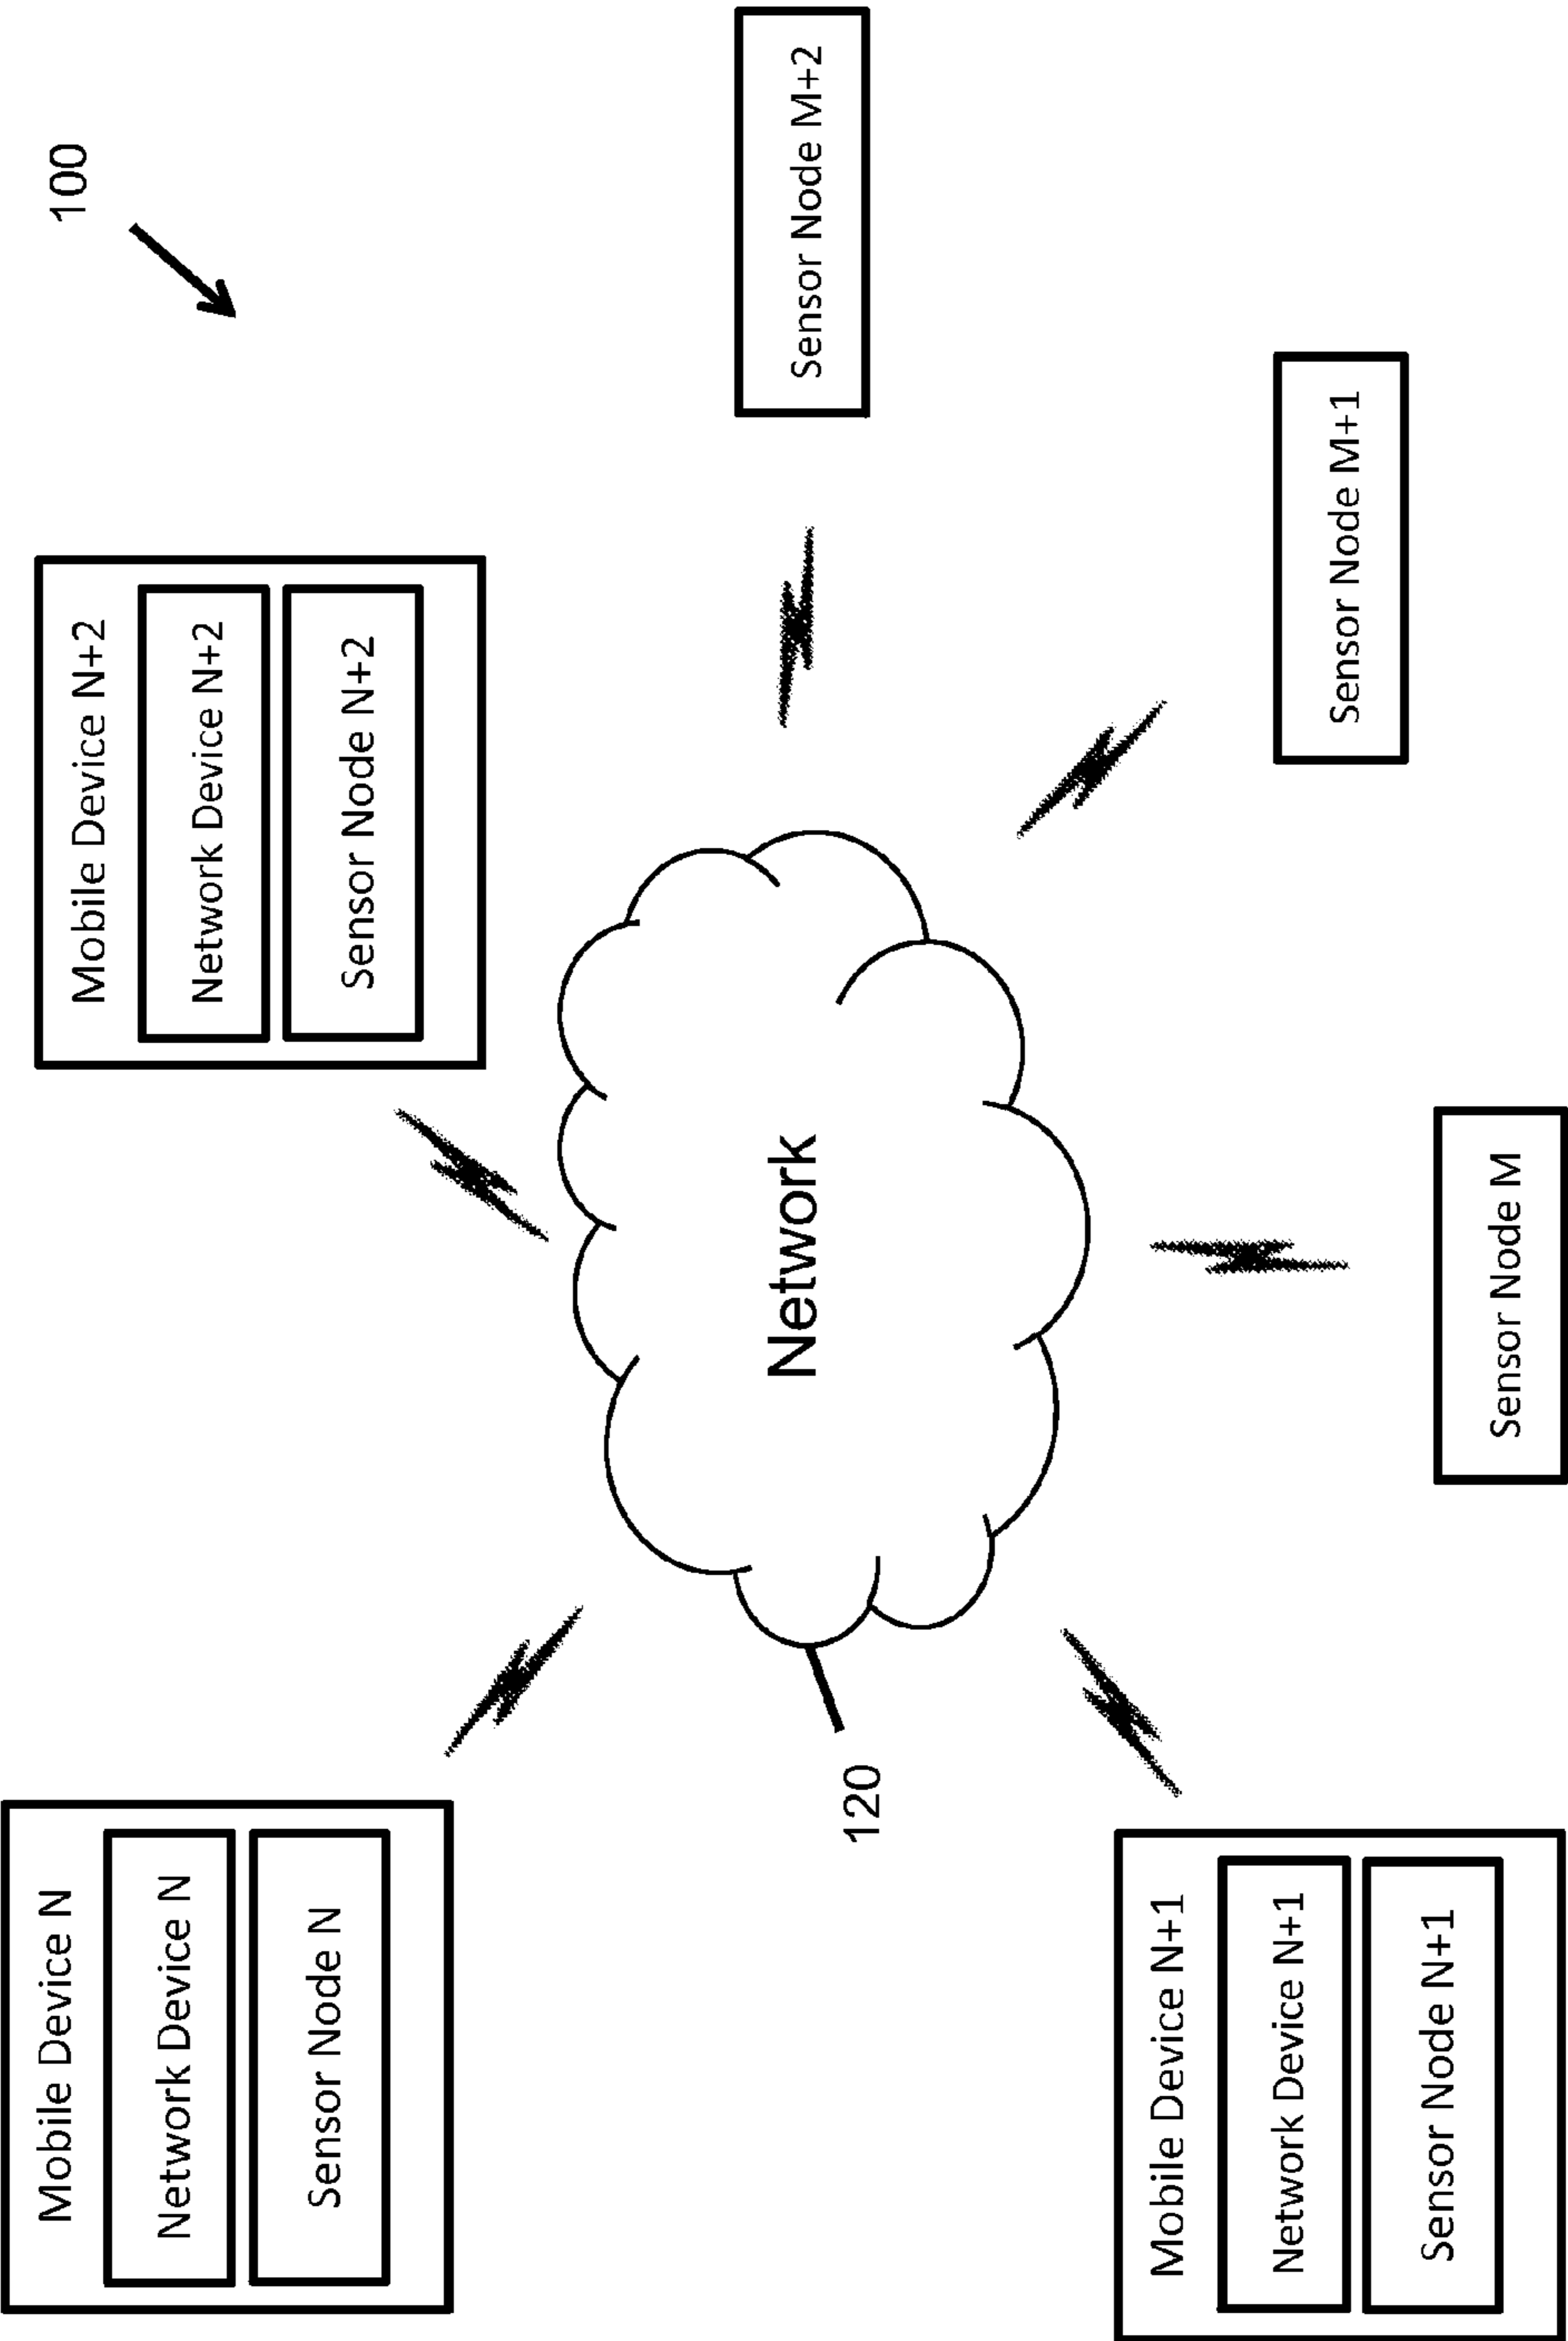 100
Mobile Device N
Network Device N
Sensor Node N
Mobile Device N+2
Network Device N+2
Sensor Node N+2
Sensor Node M+2
Network
120
Mobile Device N+1
Network Device N+1
Sensor Node N+1
Sensor Node M
Sensor Node M+1